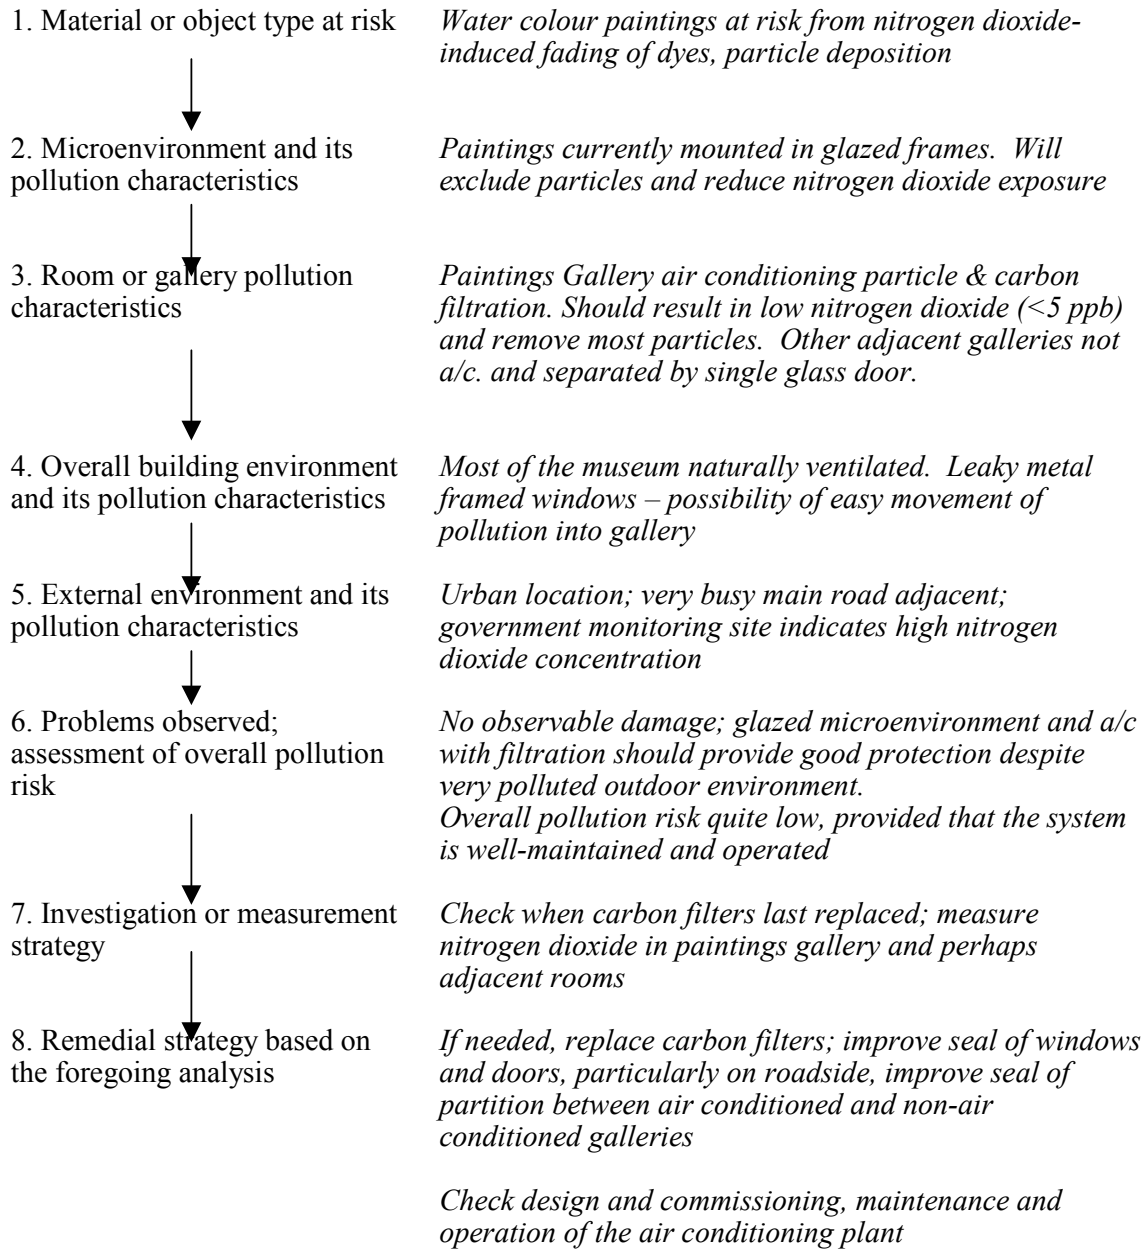 1. Material or object type at risk
Water colour paintings at risk from nitrogen dioxide-
induced fading of dyes, particle deposition
2. Microenvironment and its
pollution characteristics
Paintings currently mounted in glazed frames.  Will
exclude particles and reduce nitrogen dioxide exposure
3. Room or gallery pollution
characteristics
Paintings Gallery air conditioning particle & carbon
filtration. Should result in low nitrogen dioxide (<5 ppb)
and remove most particles.  Other adjacent galleries not
a/c. and separated by single glass door.
4. Overall building environment
and its pollution characteristics
Most of the museum naturally ventilated.  Leaky metal
framed windows – possibility of easy movement of
pollution into gallery
5. External environment and its
pollution characteristics
Urban location; very busy main road adjacent;
government monitoring site indicates high nitrogen
dioxide concentration
6. Problems observed;
assessment of overall pollution
risk
No observable damage; glazed microenvironment and a/c
with filtration should provide good protection despite
very polluted outdoor environment.
Overall pollution risk quite low, provided that the system
is well-maintained and operated
7. Investigation or measurement
strategy
Check when carbon filters last replaced; measure
nitrogen dioxide in paintings gallery and perhaps
adjacent rooms
8. Remedial strategy based on
the foregoing analysis
If needed, replace carbon filters; improve seal of windows
and doors, particularly on roadside, improve seal of
partition between air conditioned and non-air
conditioned galleries
Check design and commissioning, maintenance and
operation of the air conditioning plant